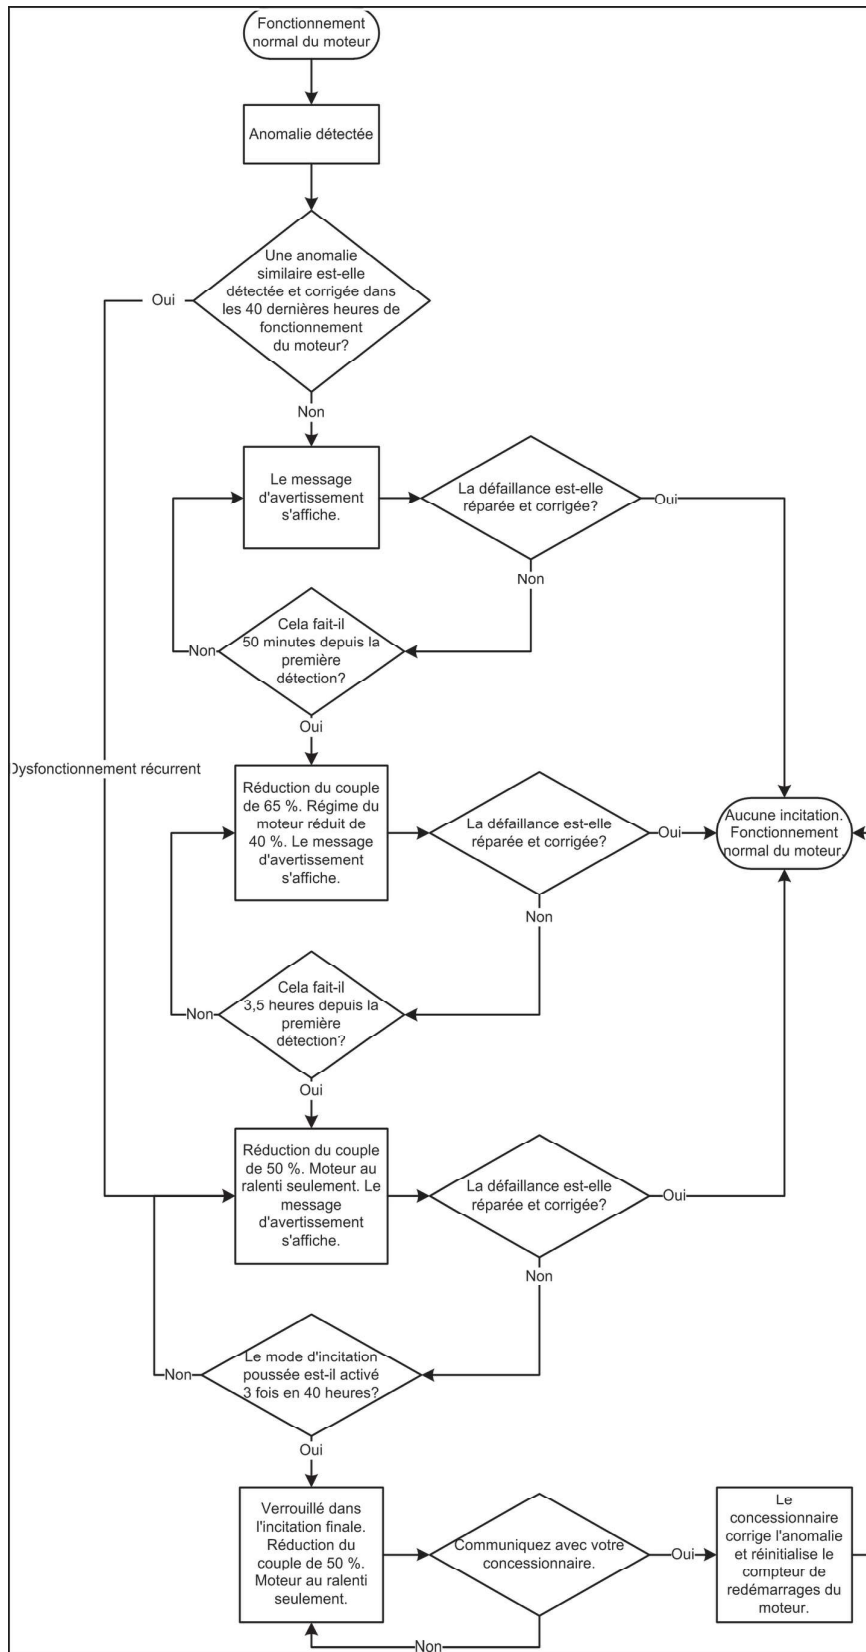 Fonctionnement
normal du moteur
Anomalie détectée
Une anomalie
similaire est-elle
détectée et corrigée dans
les 40 dernières heures de
fonctionnement
du moteur?
Oui
Non
Le message
d'avertissement
s'affiche.
La défaillance est-elle
réparée et corrigée?
Oui
Non
Cela fait-il
50 minutes depuis la
première
détection?
Non
Oui
Dysfonctionnement récurrent
Réduction du couple
de 65 %. Régime du
moteur réduit de
40 %. Le message
d'avertissement
s'affiche.
La défaillance est-elle
réparée et corrigée?
Oui
Aucune incitation.
Fonctionnement
normal du moteur.
Non
Cela fait-il
3,5 heures depuis la
première
détection?
Non
Oui
Réduction du couple
de 50 %. Moteur au
ralenti seulement. Le
message
d'avertissement
s'affiche.
La défaillance est-elle
réparée et corrigée?
Oui
Non
Le mode d'incitation
poussée est-il activé
3 fois en 40 heures?
Non
Oui
Verrouillé dans
l'incitation finale.
Réduction du
couple de 50 %.
Moteur au ralenti
seulement.
Communiquez avec votre
concessionnaire.
Oui
Le
concessionnaire
corrige l'anomalie
et réinitialise le
compteur de
redémarrages du
moteur.
Non